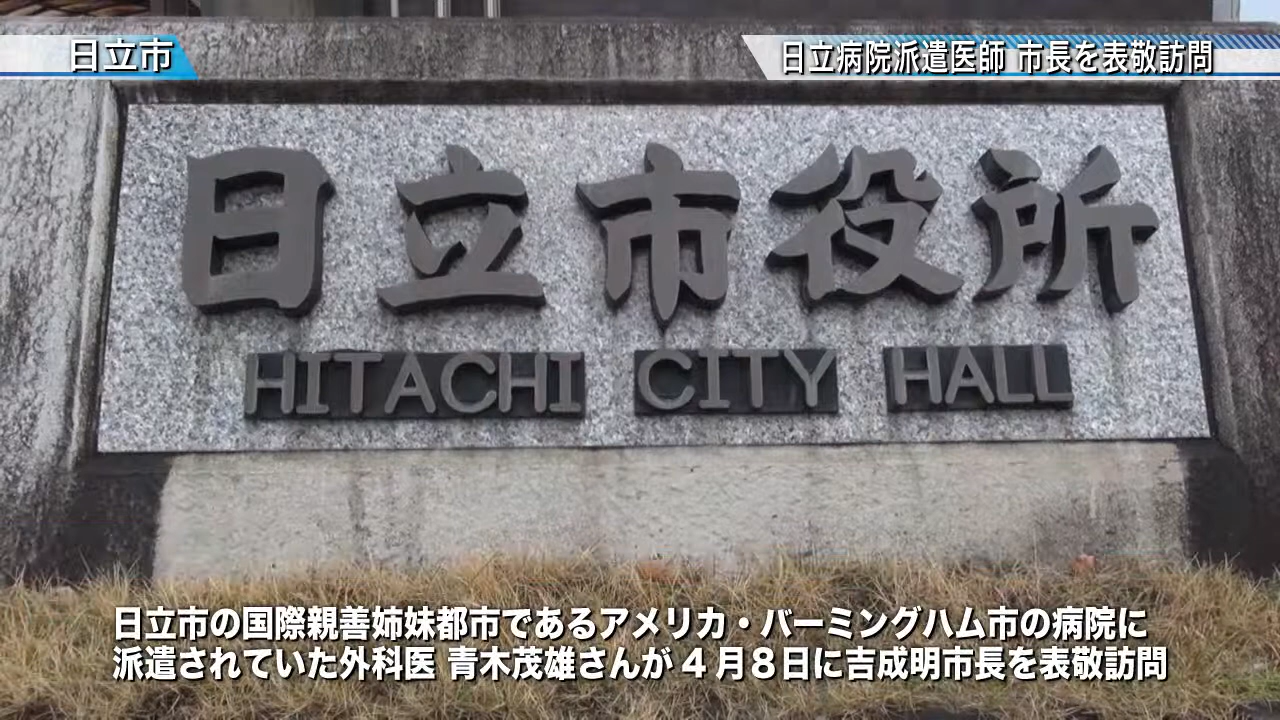 日立市
日立病院派遣医師 市長を表敬訪問
日立市役所
HITACHI CITY HALL
日立市の国際親善姉妹都市であるアメリカ・バーミングハム市の病院に
派遣されていた外科医 青木茂雄さんが４月８日に吉成明市長を表敬訪問